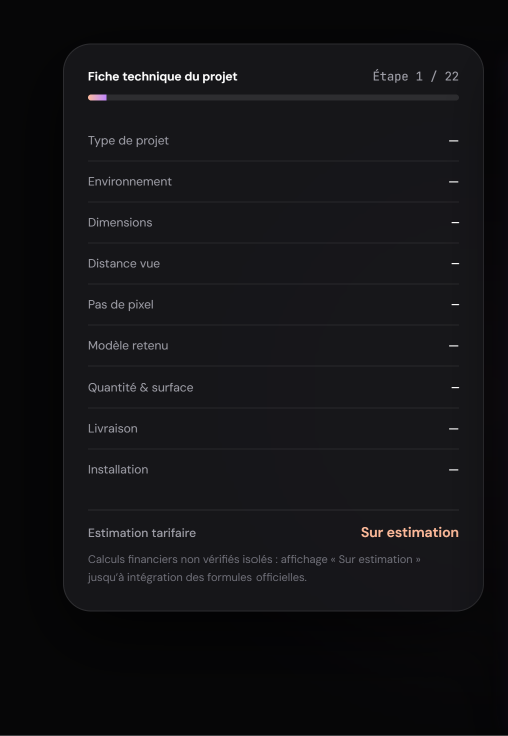 Fiche technique du projet
Étape 1 / 22
Type de projet —
Environnement —
Dimensions –
Distance vue –
Pas de pixel –
Modèle retenu —
Quantité & surface –
Livraison —
Installation —
Estimation tarifaire Sur estimation
Calculs financiers non vérifiés isolés : affichage « Sur estimation »
jusqu’à intégration des formules officielles.